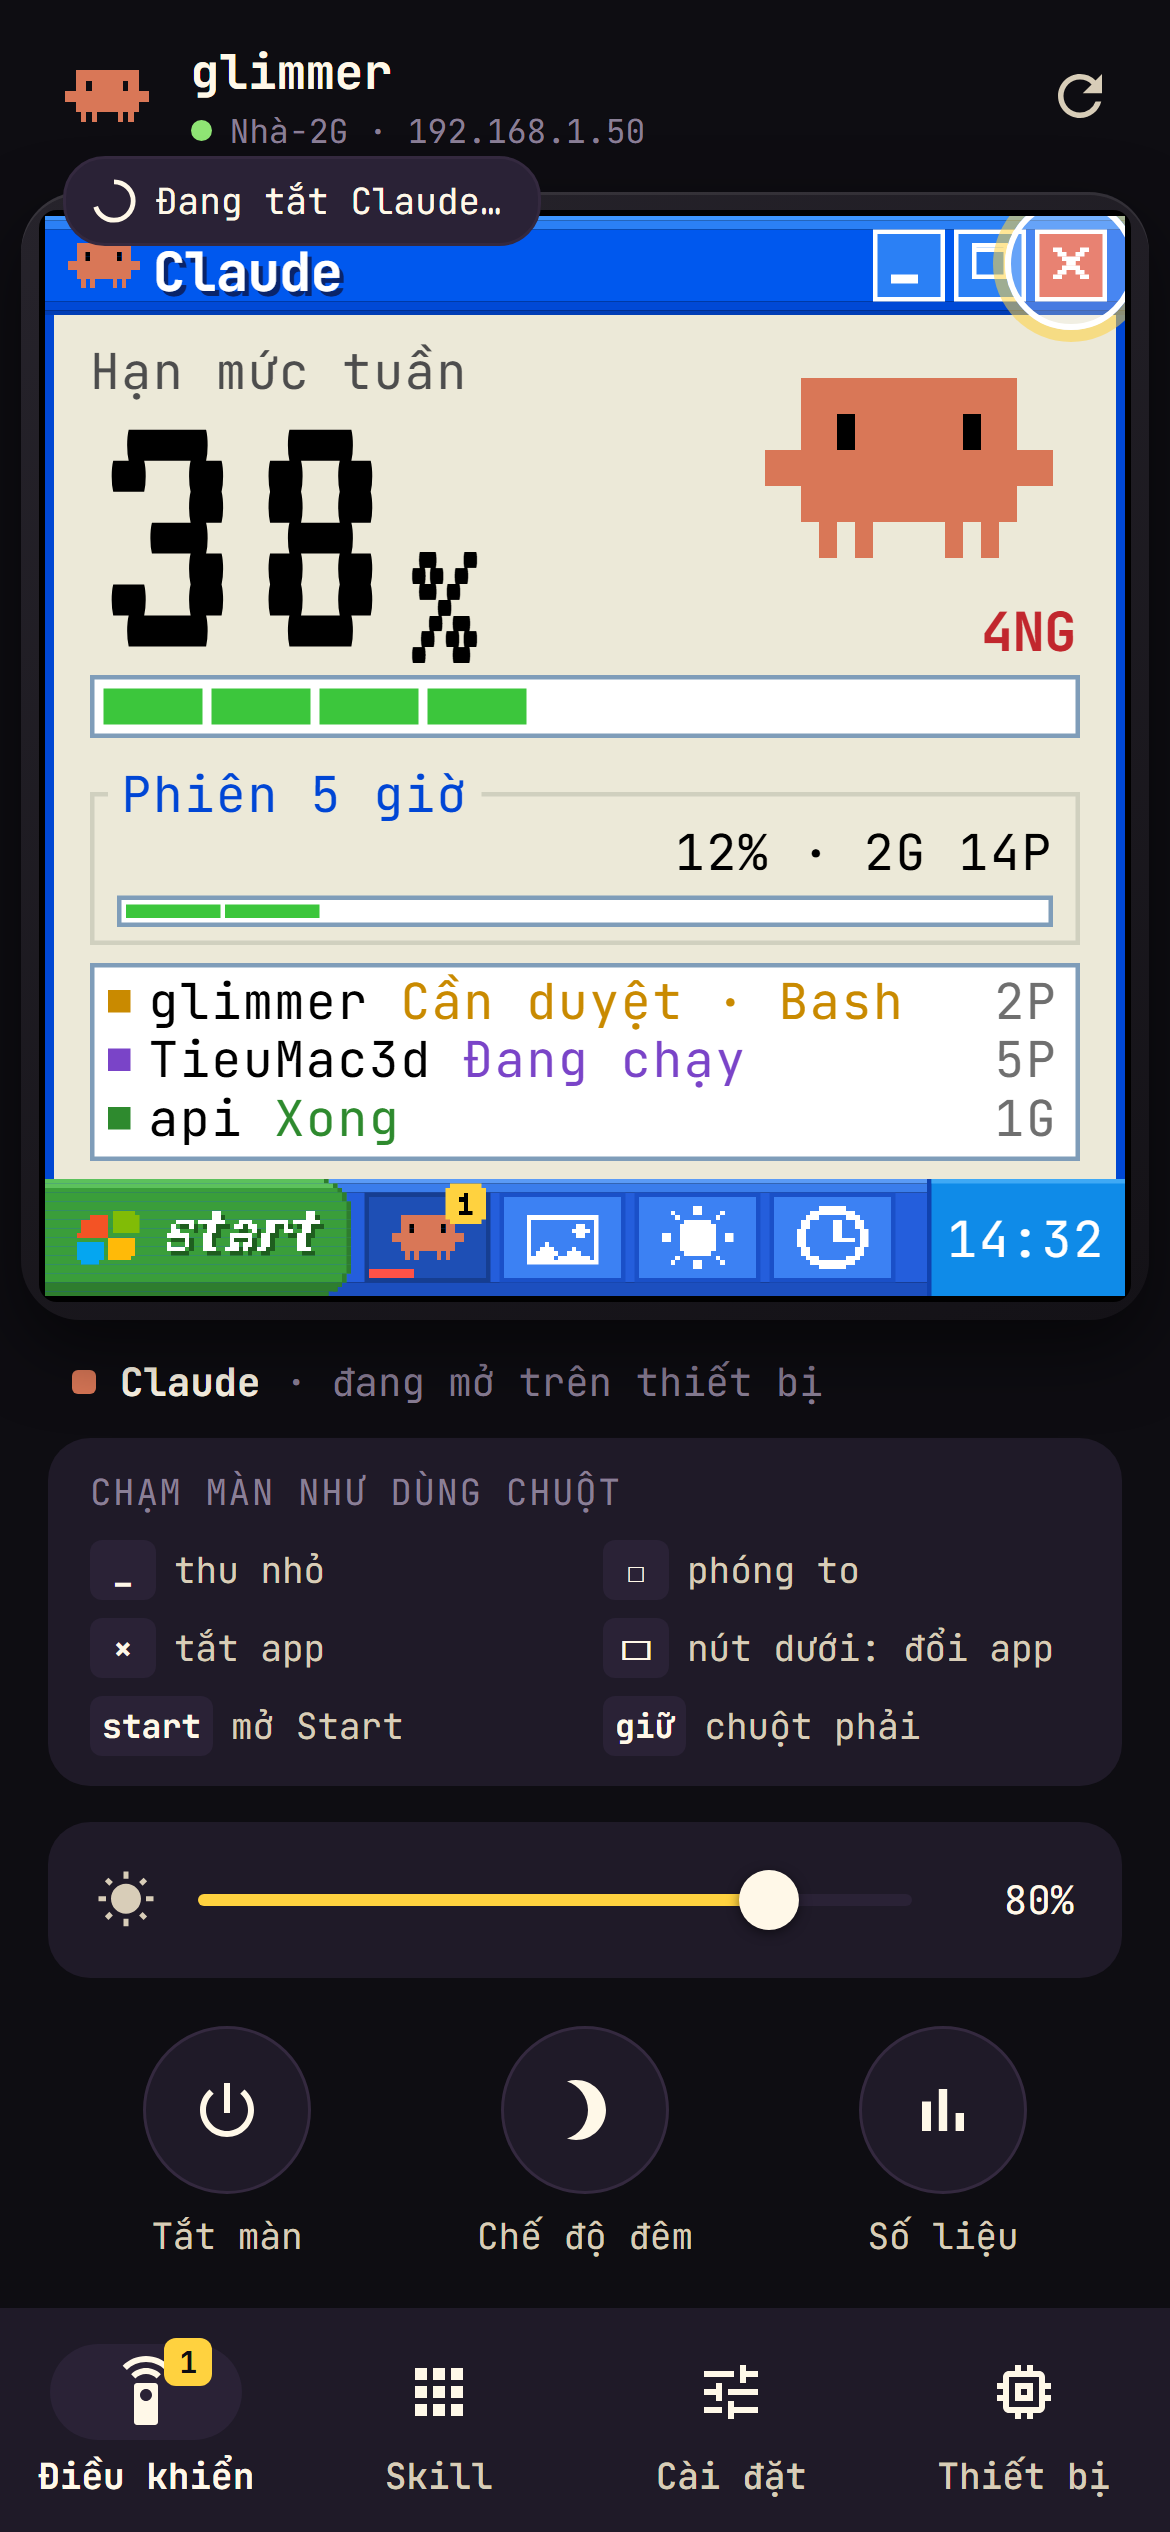 glimmer
Nhà-2G · 192.168.1.50
Đang tắt Claude…
Claude
Hạn mức tuần
38%
4NG
Phiên 5 giờ
12% · 2G 14P
glimmer Cần duyệt · Bash 2P
TieuMac3d Đang chạy 5P
api Xong 1G
start 1 14:32
Claude · đang mở trên thiết bị
CHẠM MÀN NHƯ DÙNG CHUỘT
_ thu nhỏ □ phóng to
× tắt app ▭ nút dưới: đổi app
start mở Start giữ chuột phải
80%
Tắt màn Chế độ đêm Số liệu
1
Điều khiển Skill Cài đặt Thiết bị